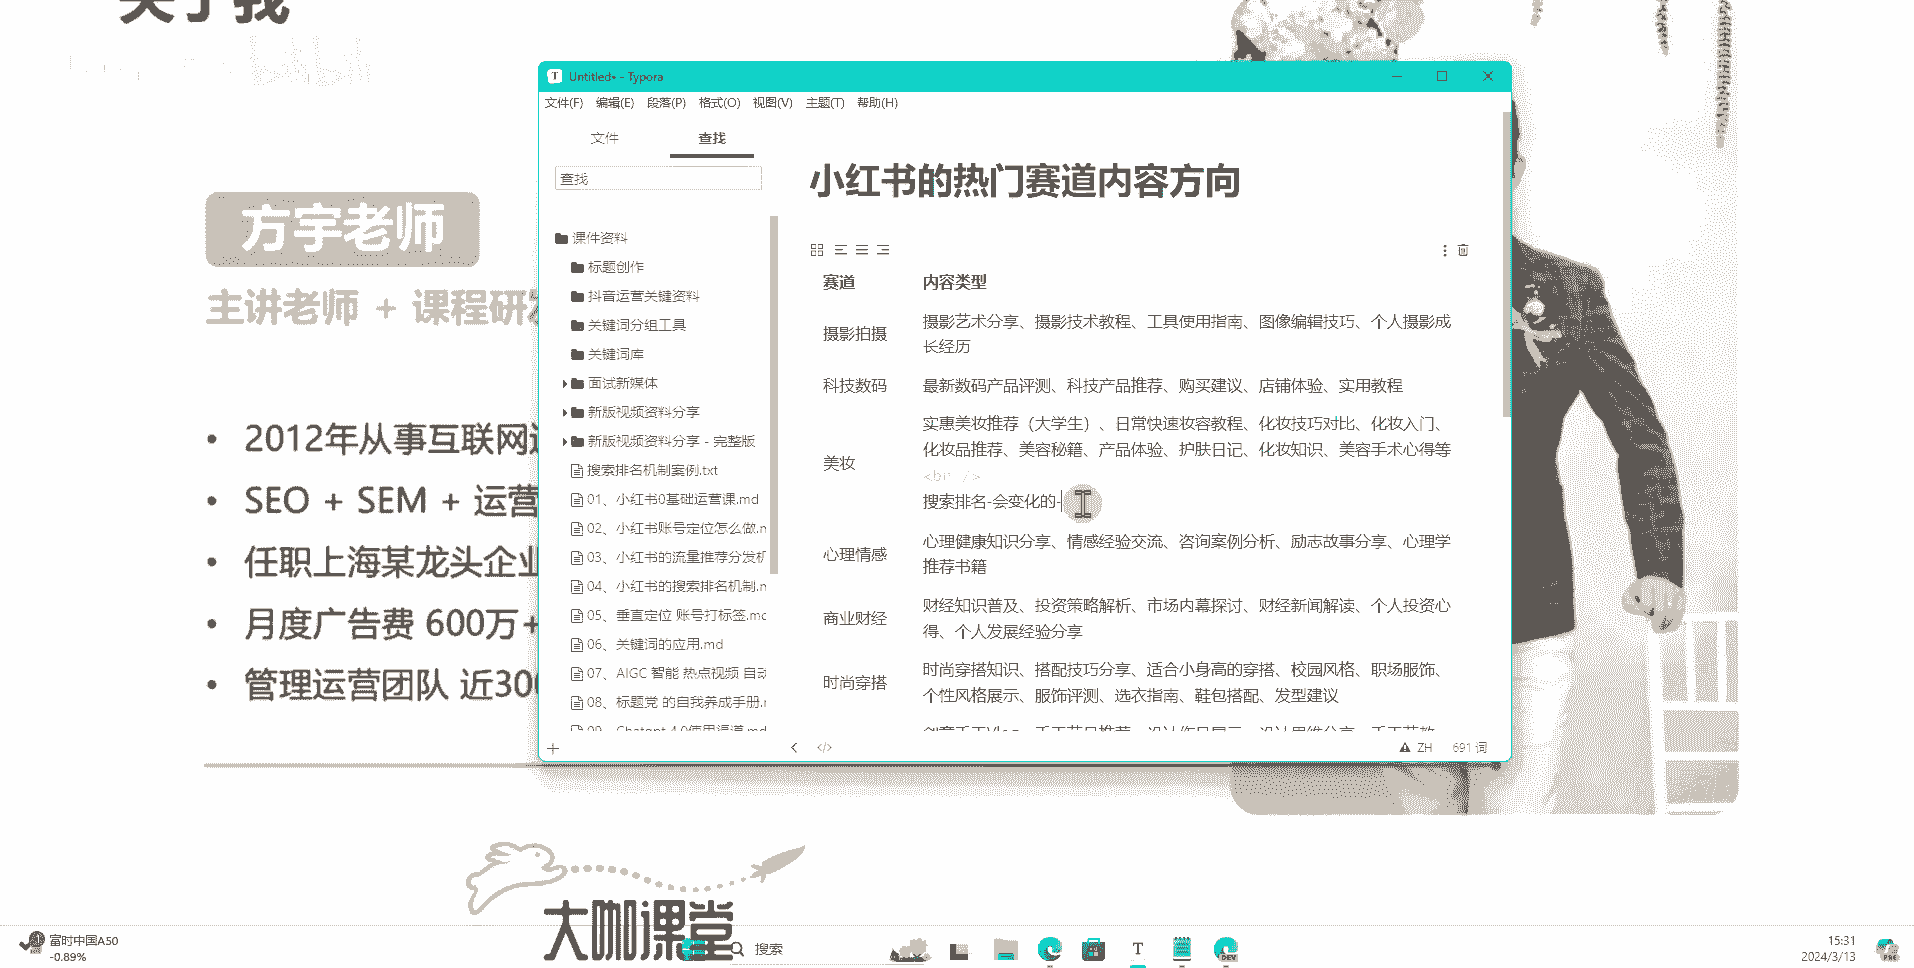 关于我
bilibili
方宇老师
主讲老师 + 课程研
• 2012年从事互联网
• SEO + SEM + 运营
• 任职上海某龙头企业
• 月度广告费 600万+
• 管理运营团队 近300
大咖课堂
Untitled• - Typora
文件(F) 编辑(E) 段落(P) 格式(O) 视图(V) 主题(T) 帮助(H)
文件 查找
查找
课件资料
标题创作
抖音运营关键资料
关键词分组工具
关键词库
面试新媒体
新版视频资料分享
新版视频资料分享 - 完整版
搜索排名机制案例.txt
01、小红书0基础运营课.md
02、小红书账号定位怎么做.m
03、小红书的流量推荐分发机
04、小红书的搜索排名机制.m
05、垂直定位 账号打标签.md
06、关键词的应用.md
07、AIGC 智能 热点视频 自动
08、标题党 的自我养成手册.m
09、Chatgpt 4.0使用渠道.md
小红书的热门赛道内容方向
赛道 内容类型
摄影拍摄 摄影艺术分享、摄影技术教程、工具使用指南、图像编辑技巧、个人摄影成
长经历
科技数码 最新数码产品评测、科技产品推荐、购买建议、店铺体验、实用教程
美妆 实惠美妆推荐（大学生）、日常快速妆容教程、化妆技巧对比、化妆入门、
化妆品推荐、美容秘籍、产品体验、护肤日记、化妆知识、美容手术心得等
<br />
搜索排名-会变化的-
心理情感 心理健康知识分享、情感经验交流、咨询案例分析、励志故事分享、心理学
推荐书籍
商业财经 财经知识普及、投资策略解析、市场内幕探讨、财经新闻解读、个人投资心
得、个人发展经验分享
时尚穿搭 时尚穿搭知识、搭配技巧分享、适合小身高的穿搭、校园风格、职场服饰、
个性风格展示、服饰评测、选衣指南、鞋包搭配、发型建议
</> ZH 691 词
富时中国A50
-0.89%
搜索
DEV
15:31
2024/3/13
PRE